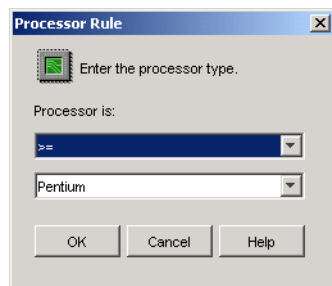 Processor Rule
Enter the processor type.
Processor is:
>=
Pentium
OK Cancel Help